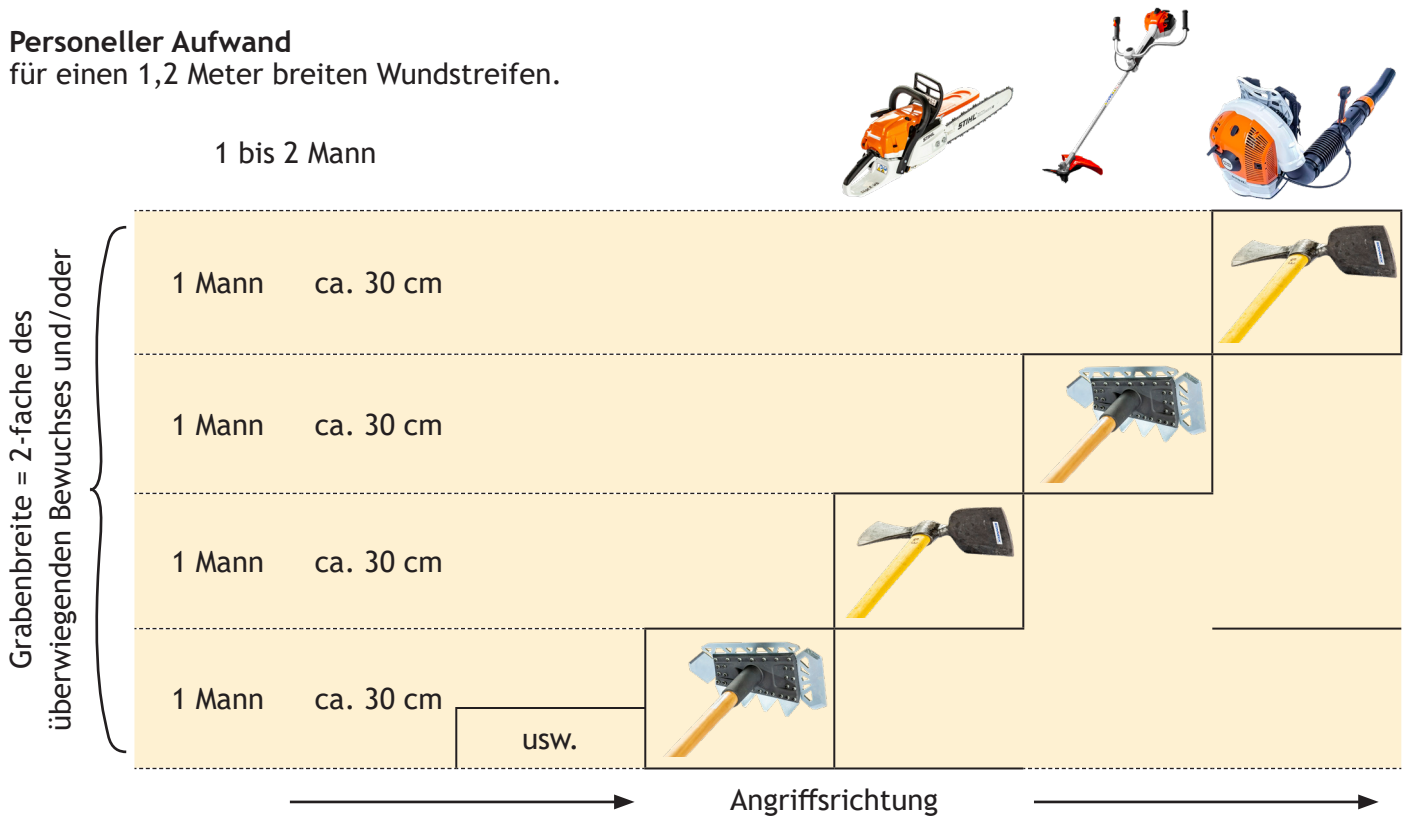 Personeller Aufwand
für einen 1,2 Meter breiten Wundstreifen.
1 bis 2 Mann
STIHL
Grabenbreite = 2-fache des
überwiegenden Bewuchses und/oder
1 Mann ca. 30 cm
1 Mann ca. 30 cm
1 Mann ca. 30 cm
1 Mann ca. 30 cm
usw.
Angriffsrichtung